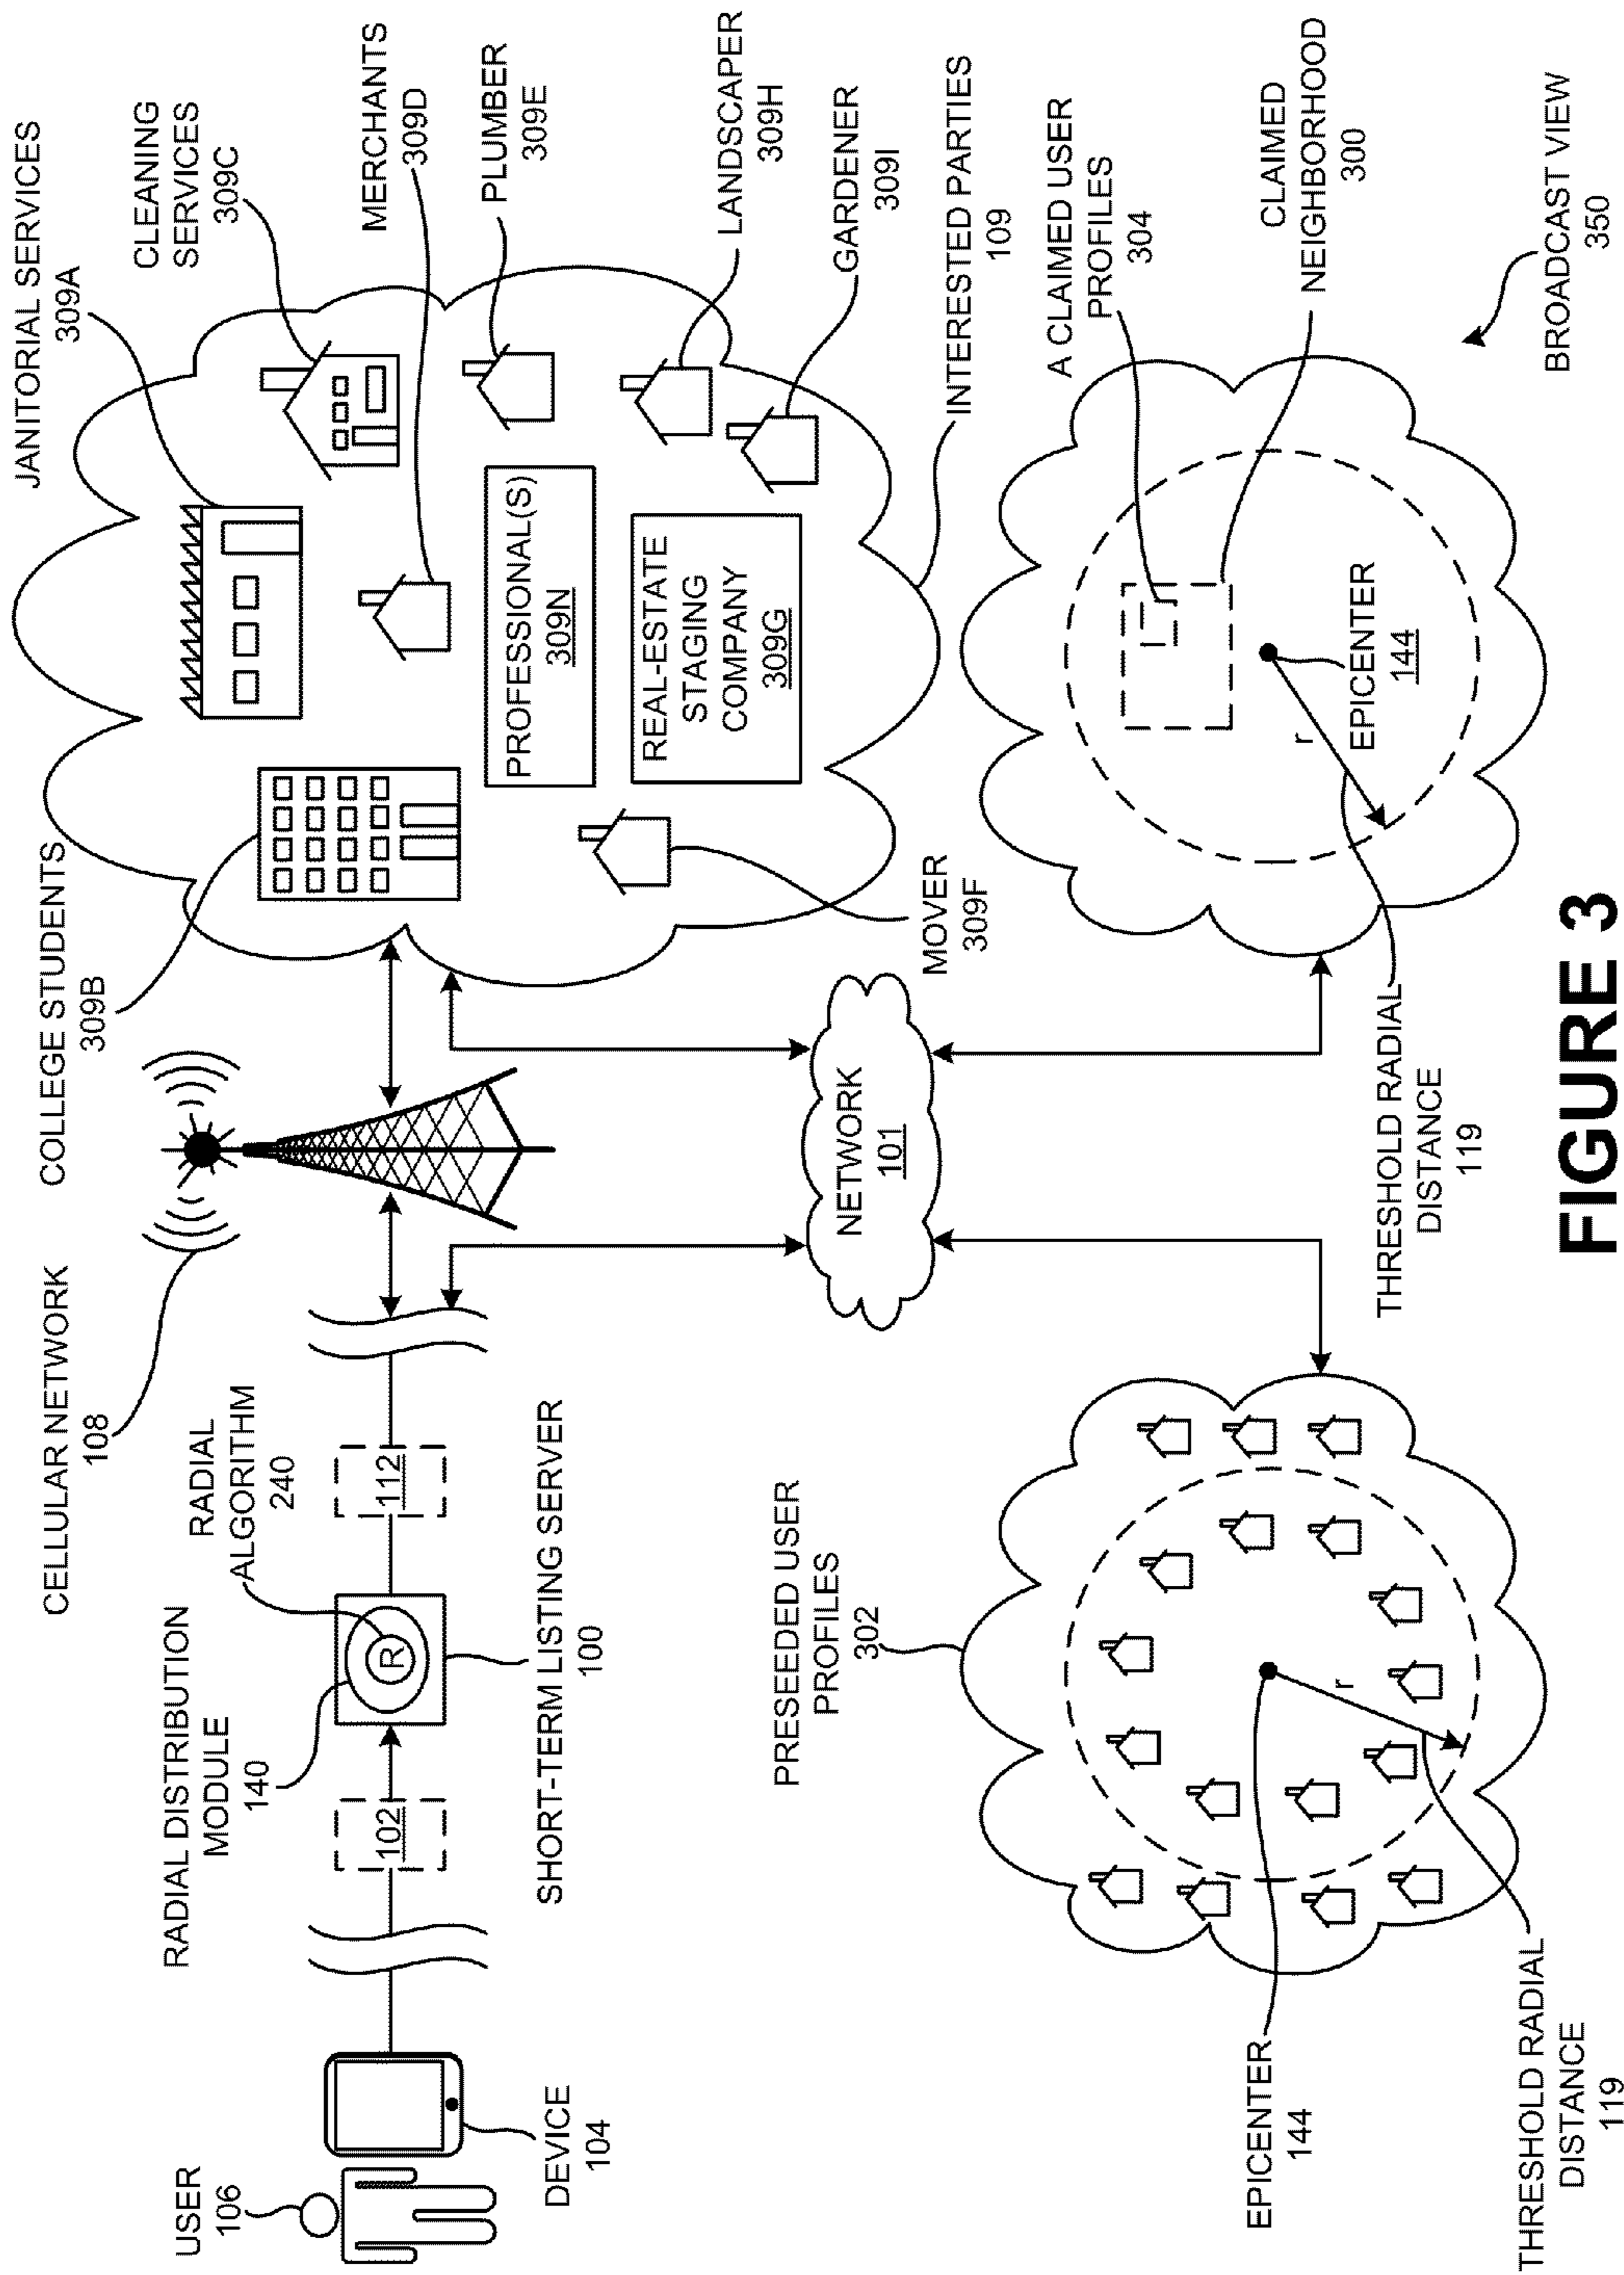 USER
106
DEVICE
104
RADIAL DISTRIBUTION
MODULE
140
102
RADIAL
ALGORITHM
240
R
112
SHORT-TERM LISTING SERVER
100
CELLULAR NETWORK
108
COLLEGE STUDENTS
309B
JANITORIAL SERVICES
309A
CLEANING
SERVICES
309C
MERCHANTS
309D
PLUMBER
309E
LANDSCAPER
309H
GARDENER
309I
PROFESSIONAL(S)
309N
REAL-ESTATE
STAGING
COMPANY
309G
MOVER
309F
INTERESTED PARTIES
109
NETWORK
101
PRESEEDED USER
PROFILES
302
r
EPICENTER
144
THRESHOLD RADIAL
DISTANCE
119
A CLAIMED USER
PROFILES
304
CLAIMED
NEIGHBORHOOD
300
r
EPICENTER
144
THRESHOLD RADIAL
DISTANCE
119
BROADCAST VIEW
350
FIGURE 3